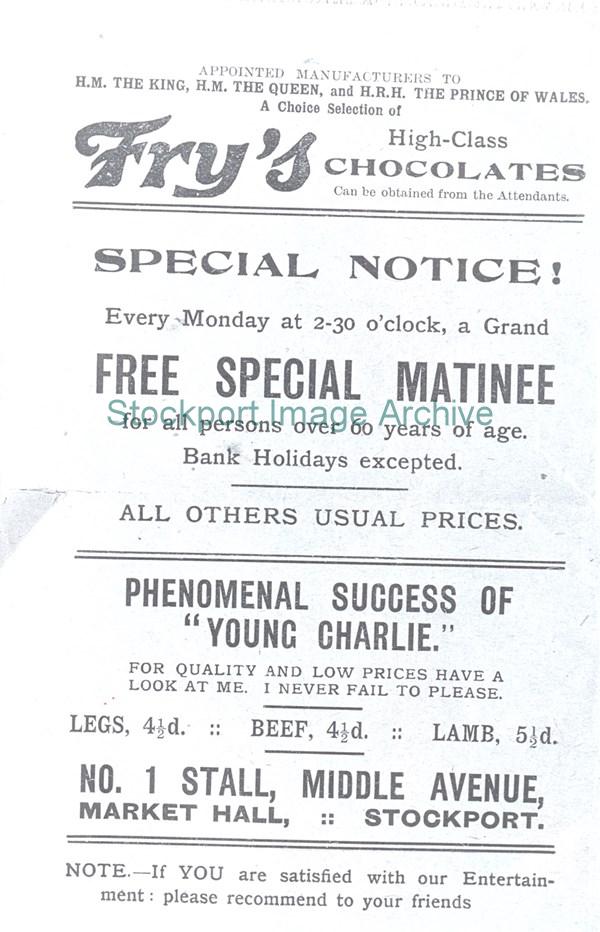 APPOINTED MANUFACTURERS TO
H.M. THE KING, H.M. THE QUEEN, and H.R.H. THE PRINCE OF WALES.
A Choice Selection of
Fry's High-Class
CHOCOLATES
Can be obtained from the Attendants.
SPECIAL NOTICE!
Every Monday at 2-30 o'clock, a Grand
FREE SPECIAL MATINEE
Stockport Image Archive
for all persons over 60 years of age.
Bank Holidays excepted.
ALL OTHERS USUAL PRICES.
PHENOMENAL SUCCESS OF
"YOUNG CHARLIE."
FOR QUALITY AND LOW PRICES HAVE A
LOOK AT ME. I NEVER FAIL TO PLEASE.
LEGS, 4½d. :: BEEF, 4½d. :: LAMB, 5½d.
NO. 1 STALL, MIDDLE AVENUE,
MARKET HALL, :: STOCKPORT.
NOTE.—If YOU are satisfied with our Entertain-
ment: please recommend to your friends